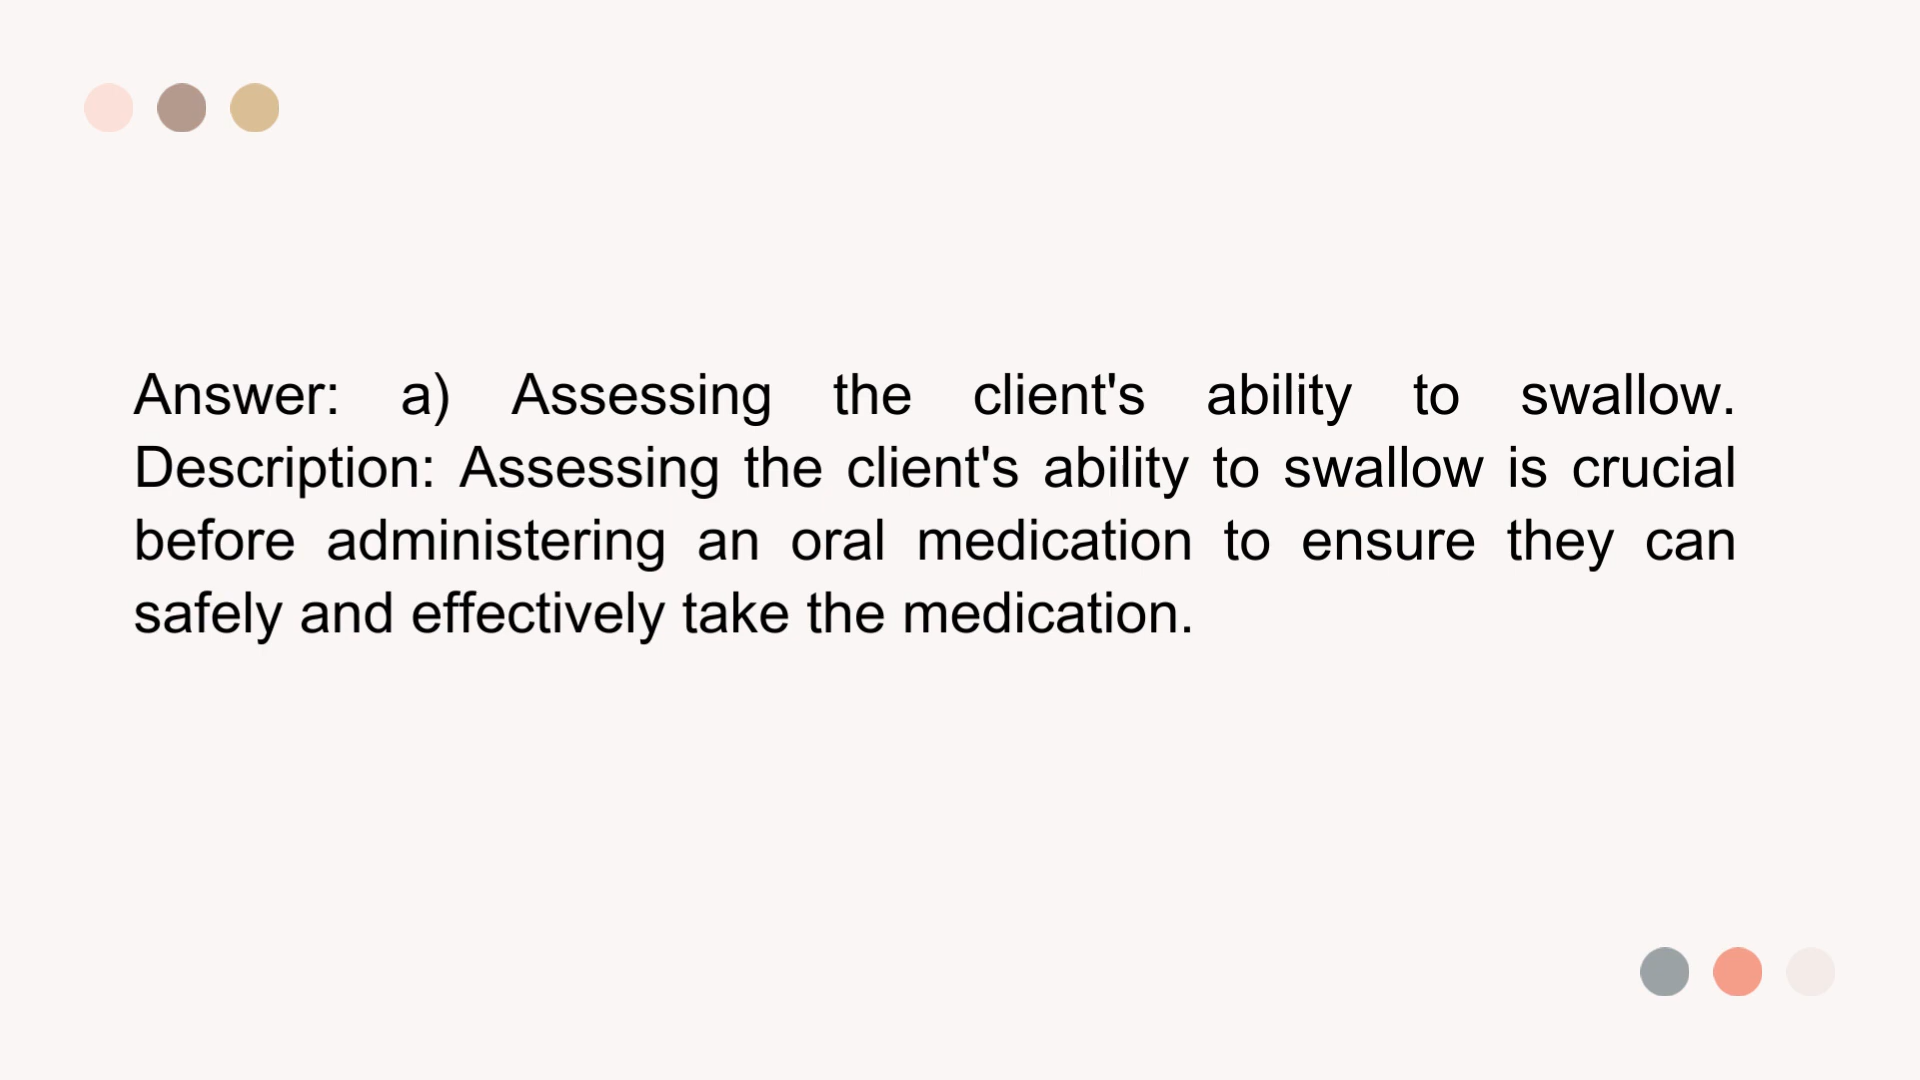 Answer: a) Assessing the client's ability to swallow.
Description: Assessing the client's ability to swallow is crucial
before administering an oral medication to ensure they can
safely and effectively take the medication.